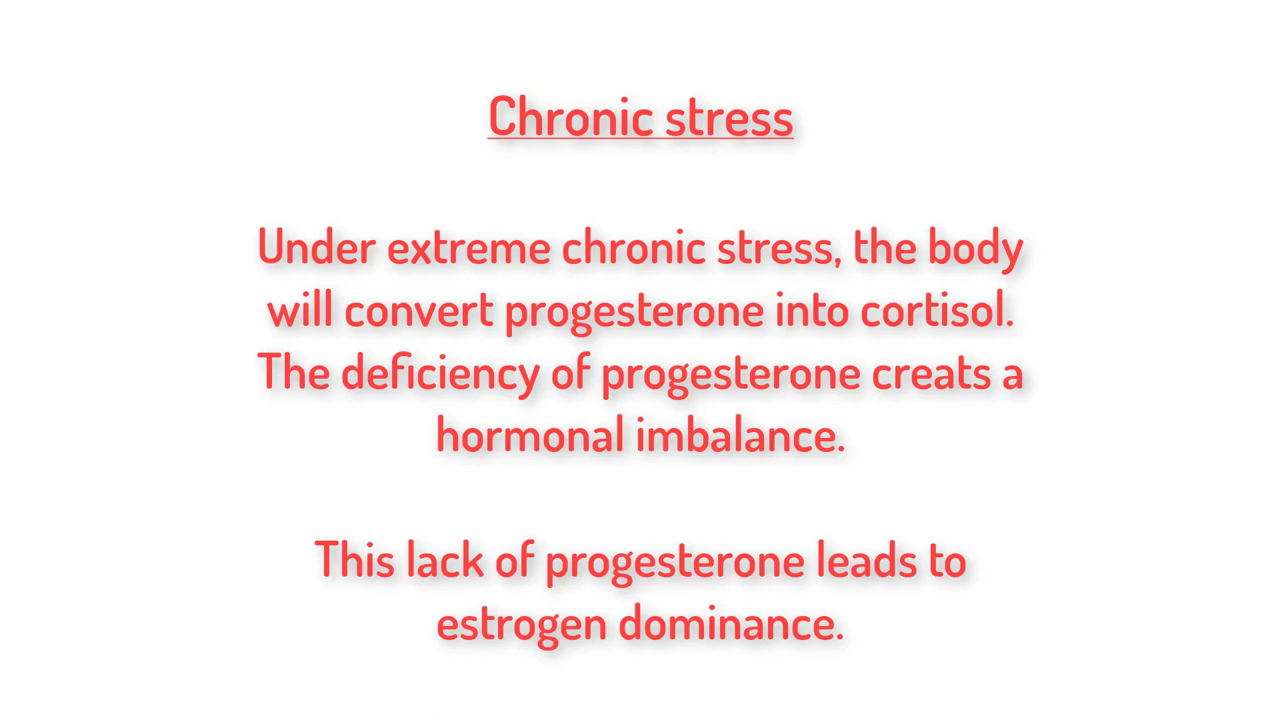 Chronic stress
Under extreme chronic stress, the body
will convert progesterone into cortisol.
The deficiency of progesterone creats a
hormonal imbalance.
This lack of progesterone leads to
estrogen dominance.